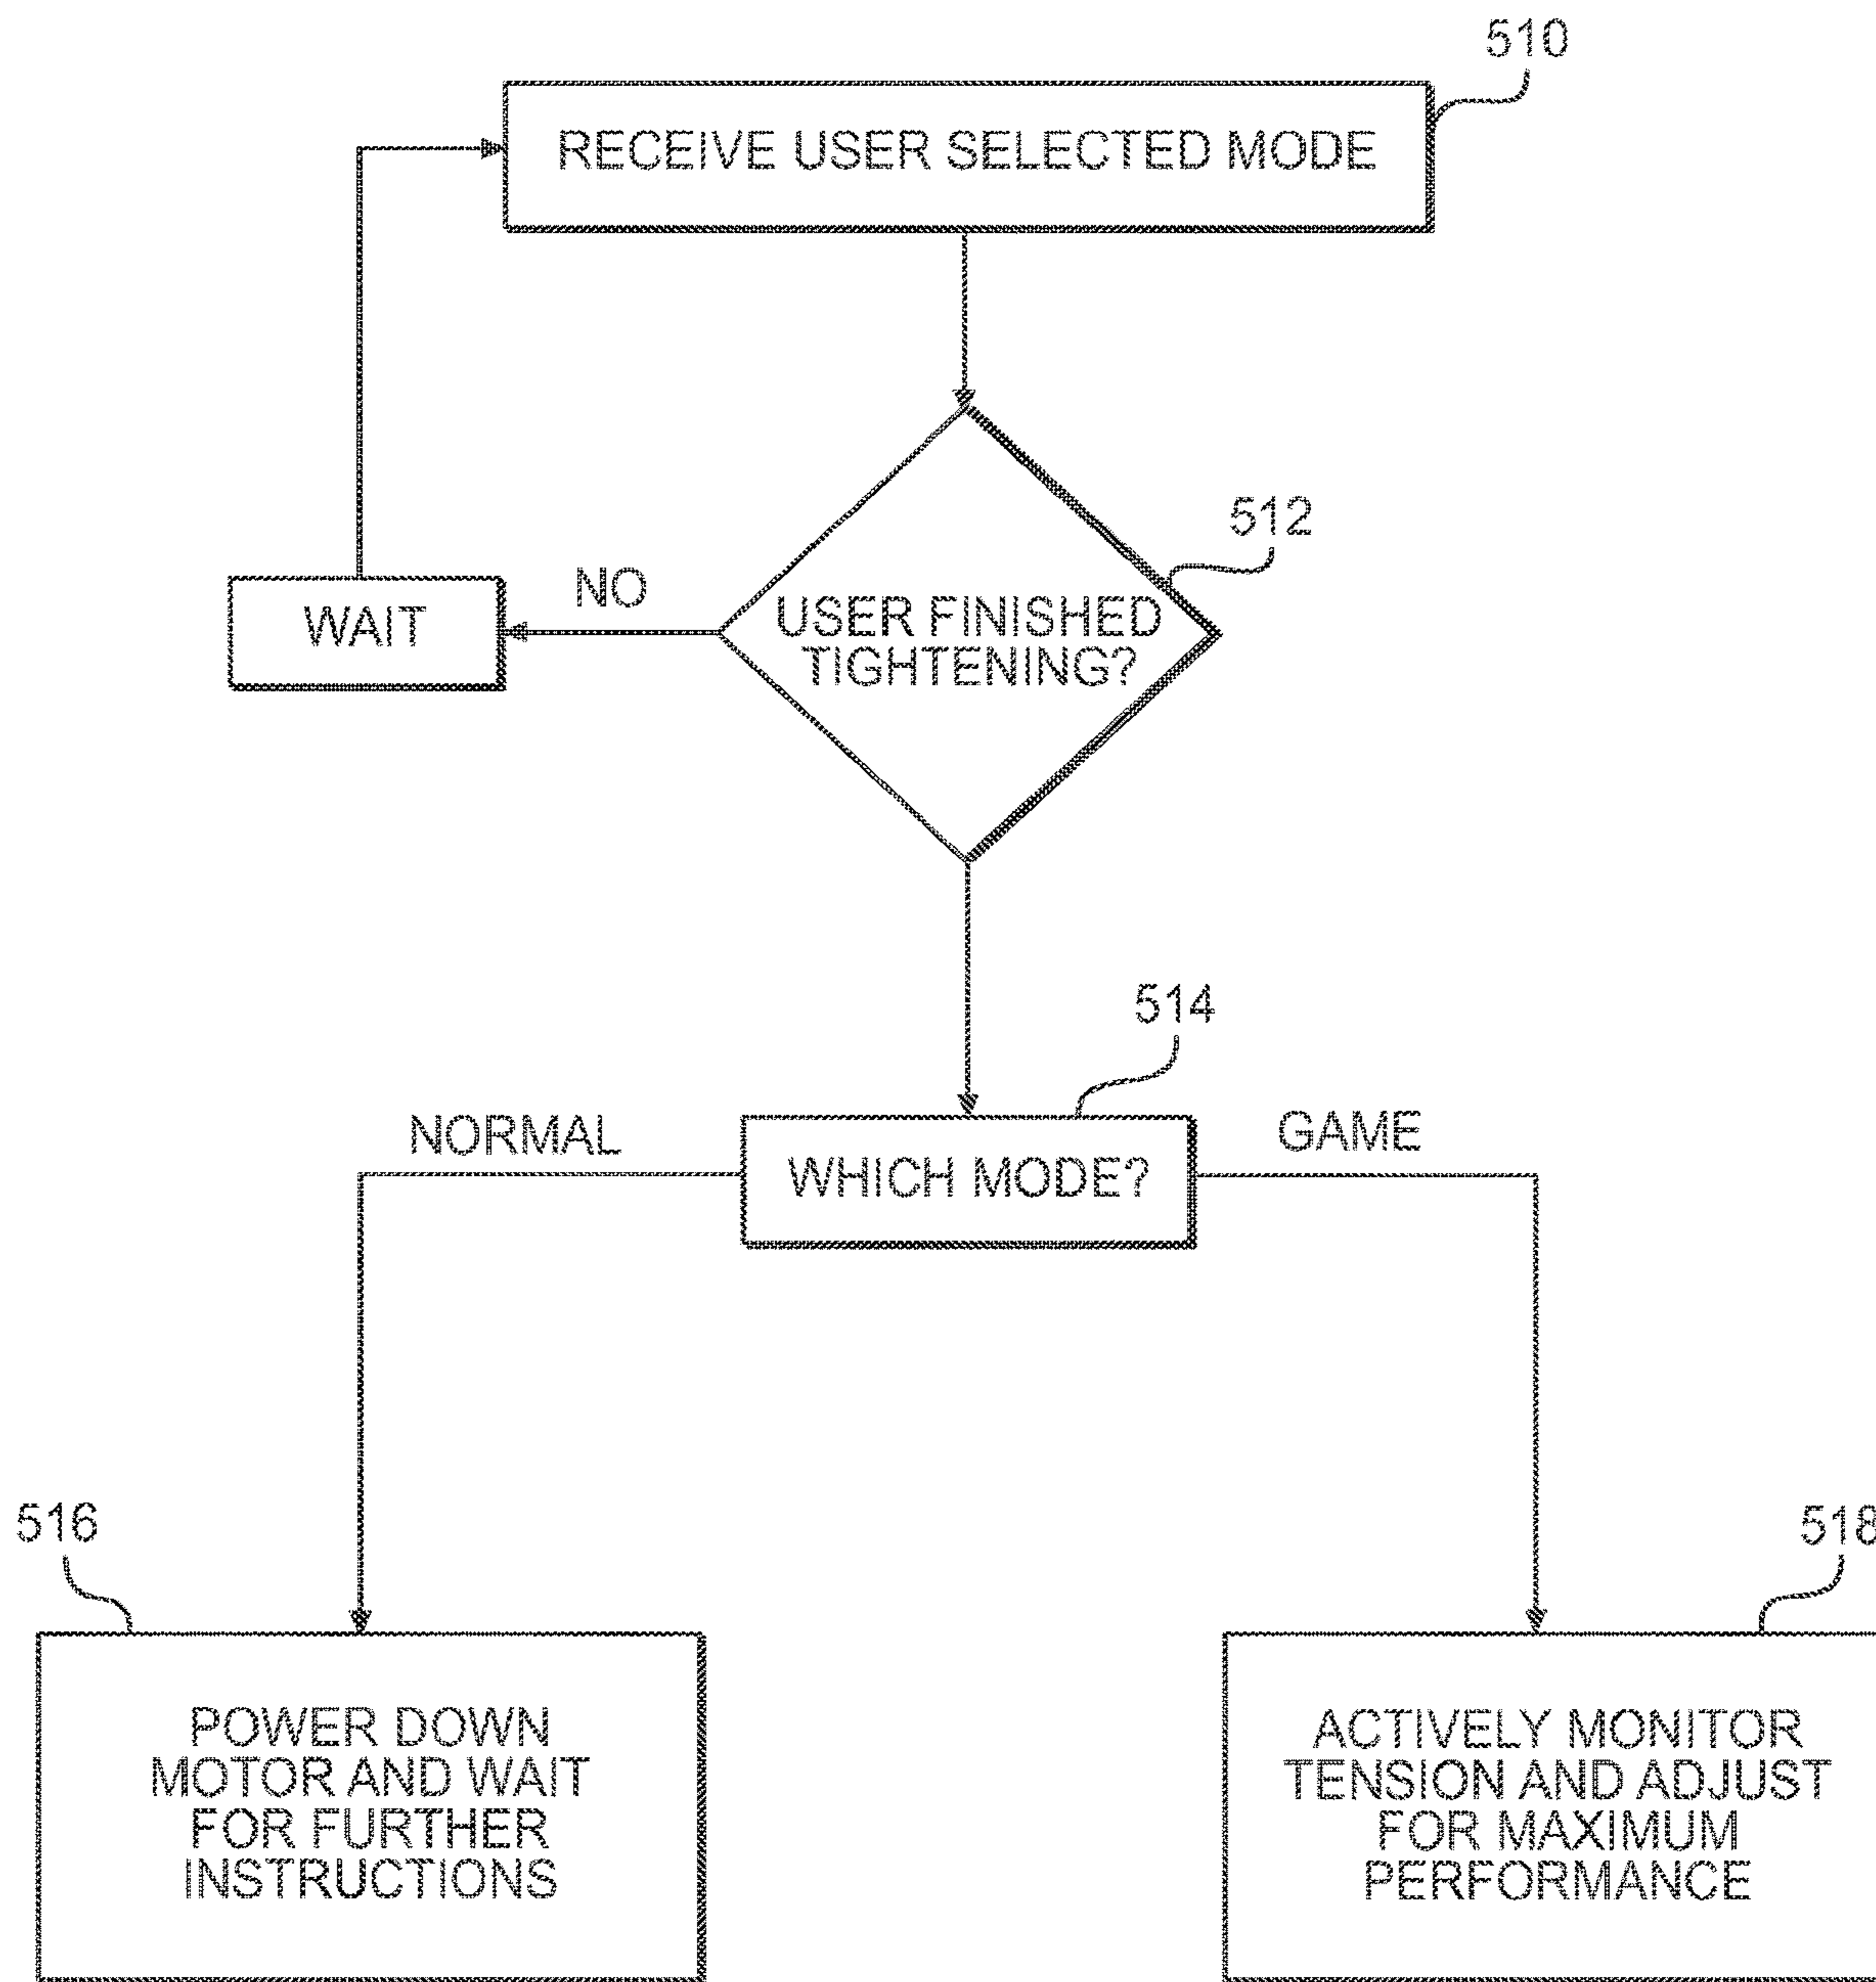 510
RECEIVE USER SELECTED MODE
512
NO
WAIT
USER FINISHED
TIGHTENING?
514
NORMAL
GAME
WHICH MODE?
516
518
POWER DOWN
MOTOR AND WAIT
FOR FURTHER
INSTRUCTIONS
ACTIVELY MONITOR
TENSION AND ADJUST
FOR MAXIMUM
PERFORMANCE